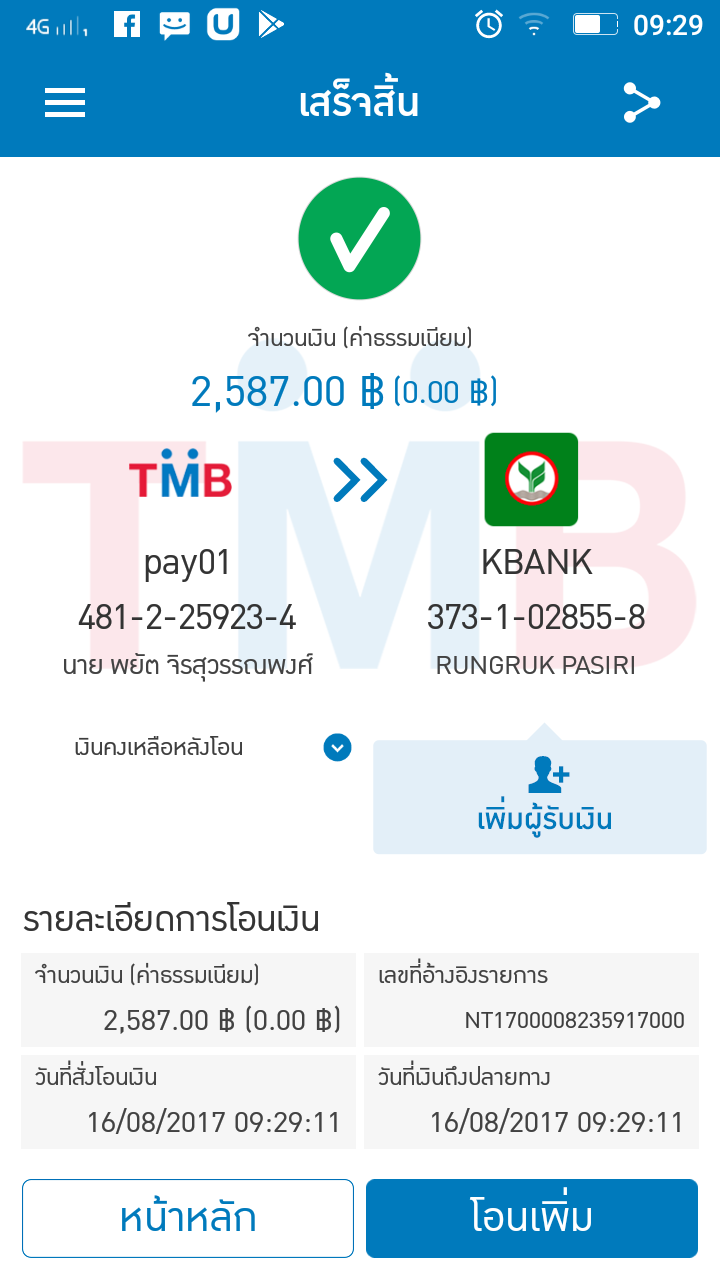 4G 09:29
เสร็จสิ้น
จำนวนเงิน (ค่าธรรมเนียม)
2,587.00 ฿ (0.00 ฿)
TMB
pay01 KBANK
481-2-25923-4 373-1-02855-8
นาย พยัต จิรสุวรรณพงศ์ RUNGRUK PASIRI
เงินคงเหลือหลังโอน
เพิ่มผู้รับเงิน
รายละเอียดการโอนเงิน
จำนวนเงิน (ค่าธรรมเนียม) เลขที่อ้างอิงรายการ
2,587.00 ฿ (0.00 ฿) NT1700008235917000
วันที่สั่งโอนเงิน วันที่เงินถึงปลายทาง
16/08/2017 09:29:11 16/08/2017 09:29:11
หน้าหลัก โอนเพิ่ม